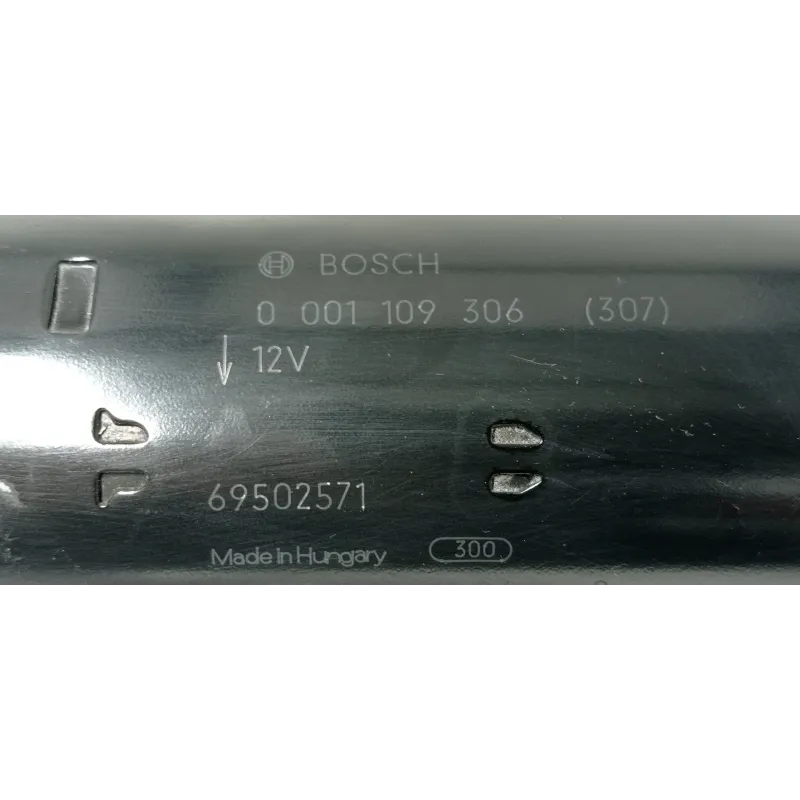 BOSCH
0 001 109 306 (307)
12V
69502571
Made in Hungary 300